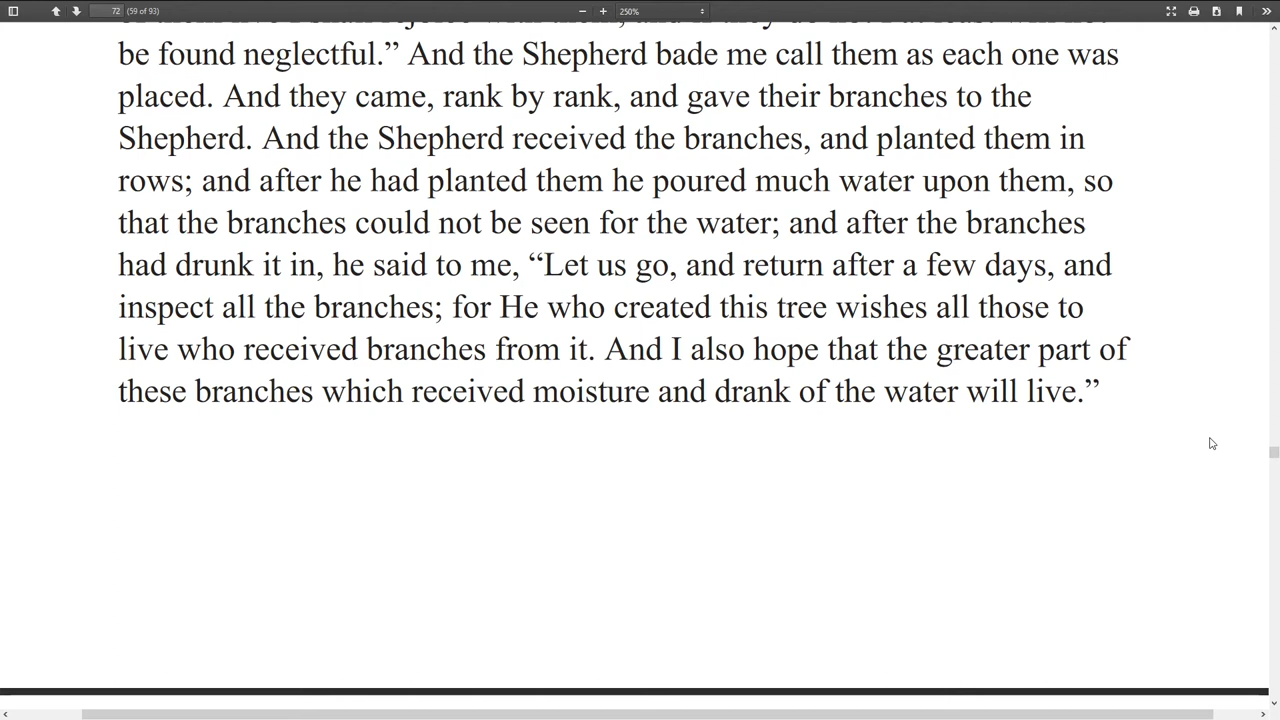 72 (59 of 93) 250%
be found neglectful.” And the Shepherd bade me call them as each one was
placed. And they came, rank by rank, and gave their branches to the
Shepherd. And the Shepherd received the branches, and planted them in
rows; and after he had planted them he poured much water upon them, so
that the branches could not be seen for the water; and after the branches
had drunk it in, he said to me, “Let us go, and return after a few days, and
inspect all the branches; for He who created this tree wishes all those to
live who received branches from it. And I also hope that the greater part of
these branches which received moisture and drank of the water will live.”